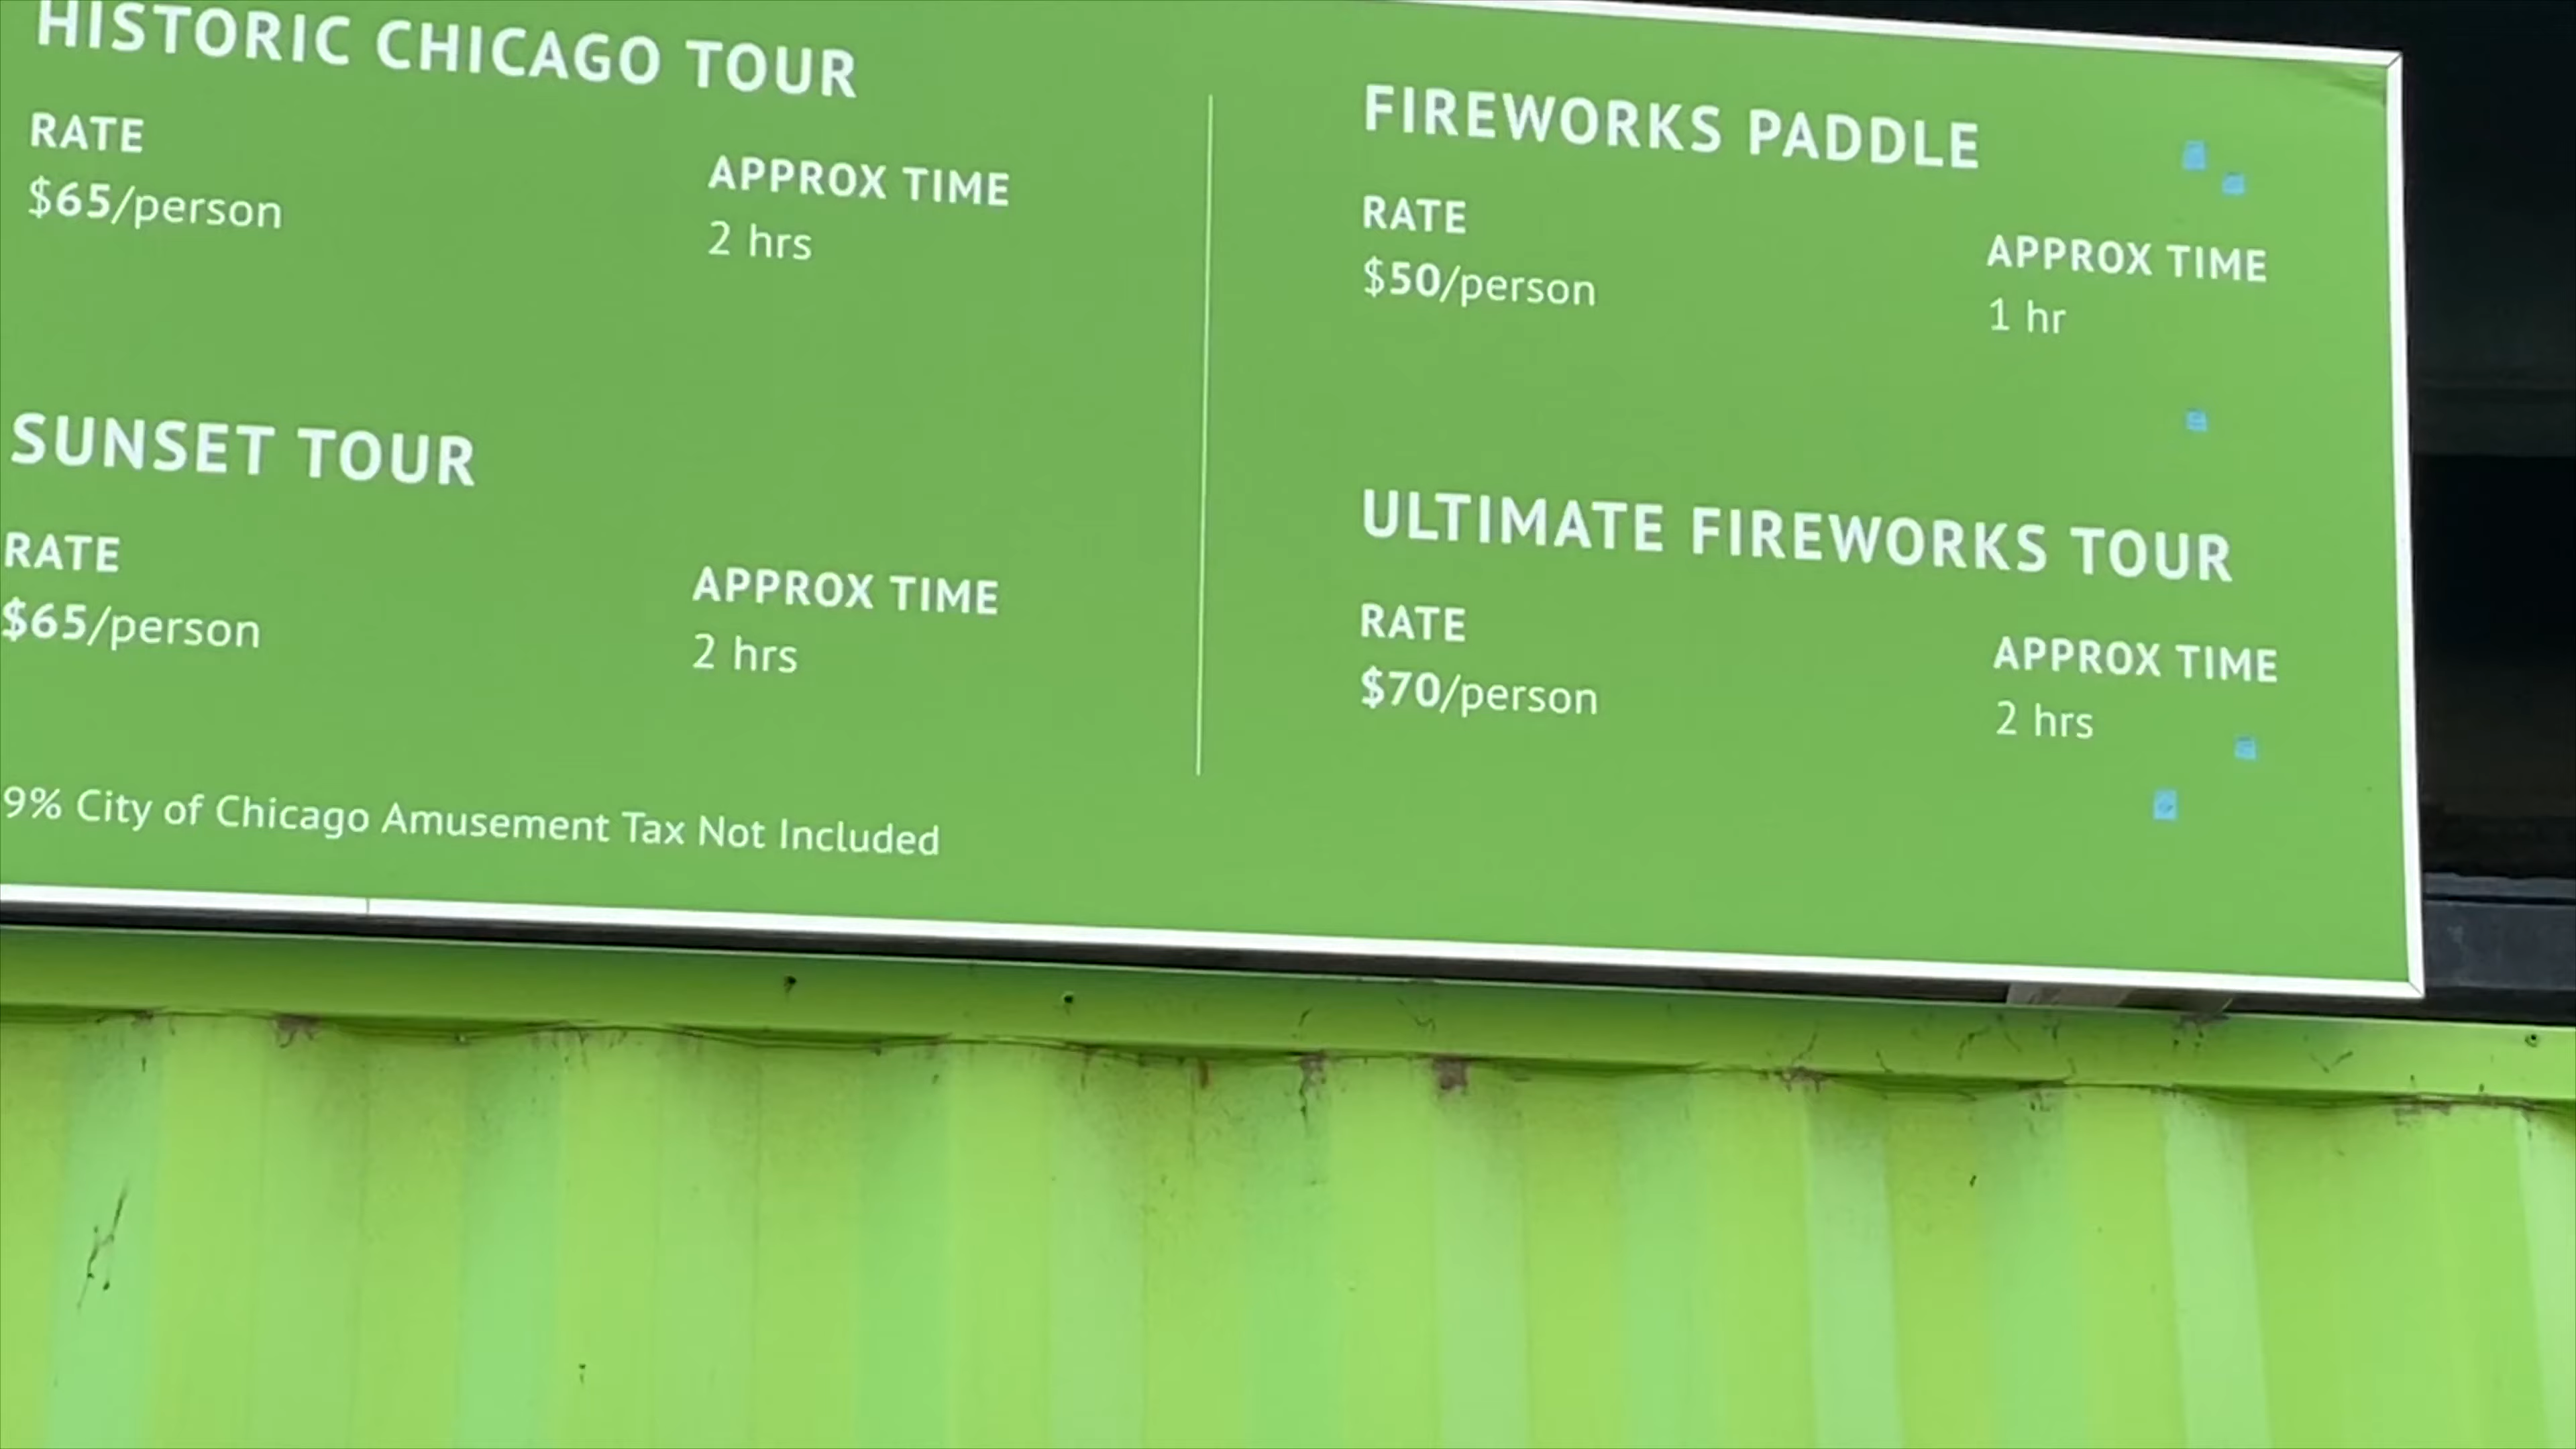 HISTORIC CHICAGO TOUR
RATE
$65/person
APPROX TIME
2 hrs
SUNSET TOUR
RATE
$65/person
APPROX TIME
2 hrs
9% City of Chicago Amusement Tax Not Included
FIREWORKS PADDLE
RATE
$50/person
APPROX TIME
1 hr
ULTIMATE FIREWORKS TOUR
RATE
$70/person
APPROX TIME
2 hrs